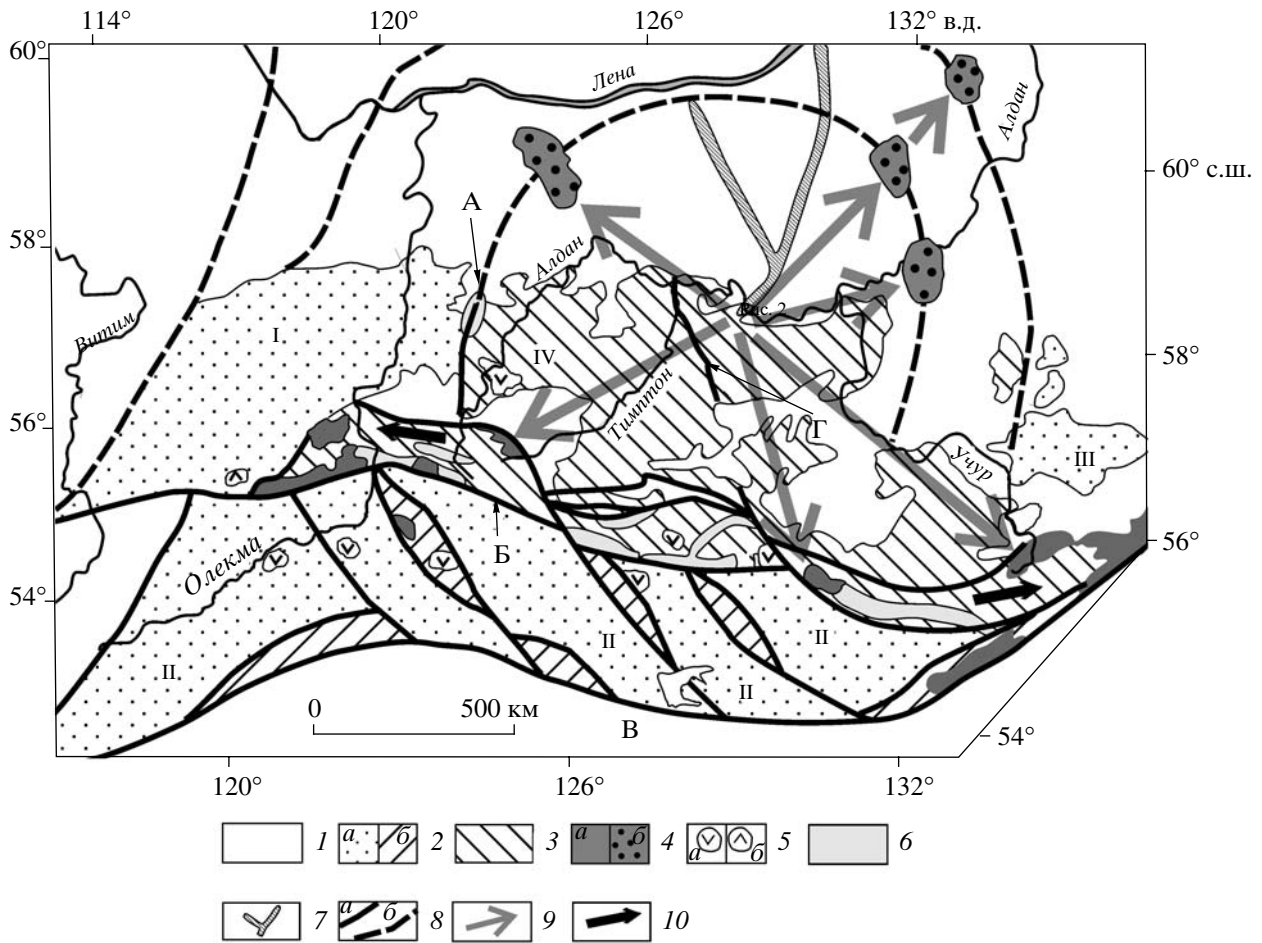 114° 120° 126° 132° в.д.
60°
Лена
Алдан
60° с.ш.
А
58°
Алдан
Витим
I
IV
Тимптон
58°
Г
56°
Учур
III
Б
Олекма
56°
54°
II
II
II
II
0 500 км
В
54°
120° 126° 132°
а б
1 2 3 4 5 6
а б
а б
7 8 9 10
а б